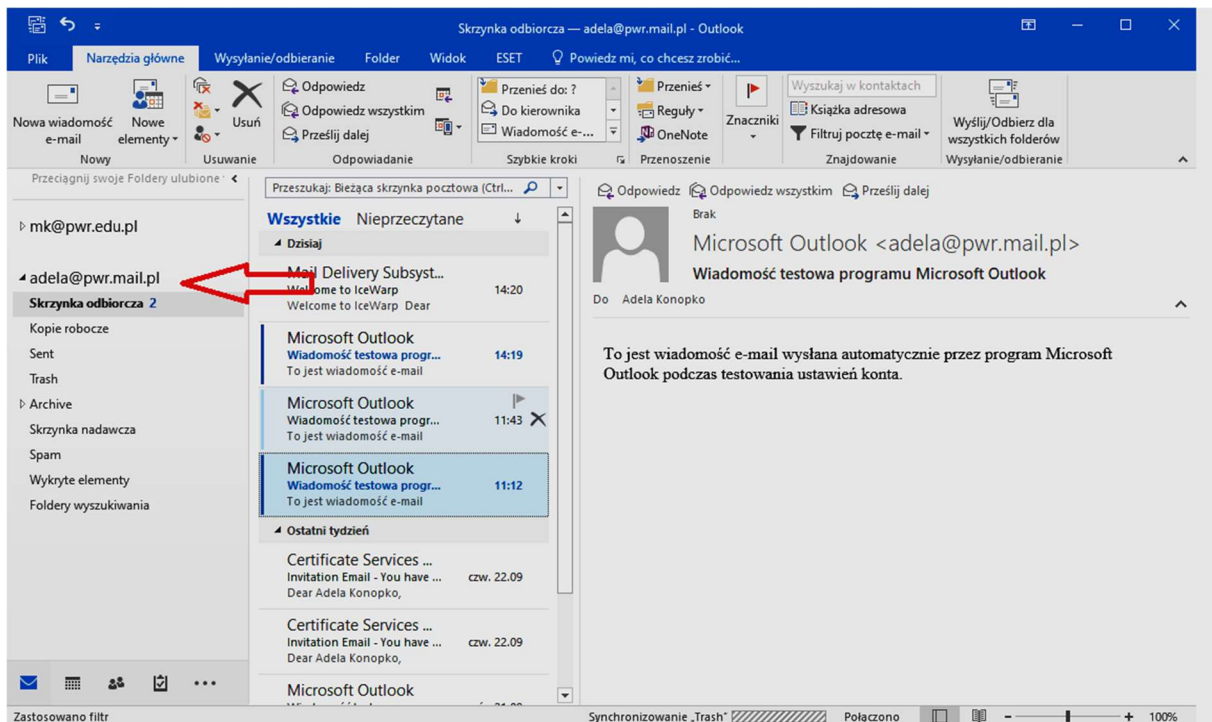 Skrzynka odbiorcza — adela@pwr.mail.pl - Outlook
Plik Narzędzia główne Wysyłanie/odbieranie Folder Widok ESET Powiedz mi, co chcesz zrobić...
Nowa wiadomość e-mail
Nowe elementy
Nowy
Usuń
Usuwanie
Odpowiedz
Odpowiedz wszystkim
Prześlij dalej
Odpowiadanie
Przenieś do: ?
Do kierownika
Wiadomość e-...
Szybkie kroki
Przenieś
Reguły
OneNote
Przenoszenie
Znaczniki
Wyszukaj w kontaktach
Książka adresowa
Filtruj pocztę e-mail
Znajdowanie
Wyślij/Odbierz dla
wszystkich folderów
Wysyłanie/odbieranie
Przeciągnij swoje Foldery ulubione
mk@pwr.edu.pl
adela@pwr.mail.pl
Skrzynka odbiorcza 2
Kopie robocze
Sent
Trash
Archive
Skrzynka nadawcza
Spam
Wykryte elementy
Foldery wyszukiwania
Przeszukaj: Bieżąca skrzynka pocztowa (Ctrl...
Wszystkie Nieprzeczytane
Dzisiaj
Mail Delivery Subsyst...
Welcome to IceWarp 14:20
Welcome to IceWarp Dear
Microsoft Outlook
Wiadomość testowa progr... 14:19
To jest wiadomość e-mail
Microsoft Outlook
Wiadomość testowa progr... 11:43
To jest wiadomość e-mail
Microsoft Outlook
Wiadomość testowa progr... 11:12
To jest wiadomość e-mail
Ostatni tydzień
Certificate Services ...
Invitation Email - You have ... czw. 22.09
Dear Adela Konopko,
Certificate Services ...
Invitation Email - You have ... czw. 22.09
Dear Adela Konopko,
Microsoft Outlook
Odpowiedz Odpowiedz wszystkim Prześlij dalej
Brak
Microsoft Outlook <adela@pwr.mail.pl>
Wiadomość testowa programu Microsoft Outlook
Do Adela Konopko
To jest wiadomość e-mail wysłana automatycznie przez program Microsoft
Outlook podczas testowania ustawień konta.
Zastosowano filtr
Synchronizowanie „Trash" Połączono 100%